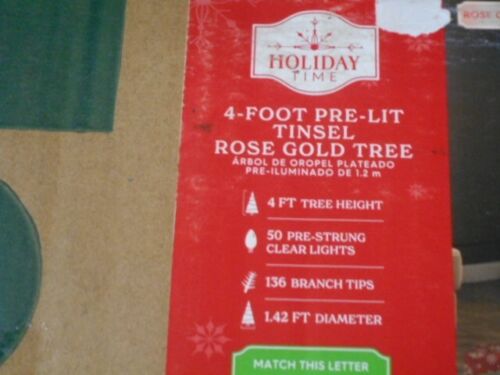 ROSE
HOLIDAY
TIME
4-FOOT PRE-LIT
TINSEL
ROSE GOLD TREE
ÁRBOL DE OROPEL PLATEADO
PRE-ILUMINADO DE 1.2 m
4 FT TREE HEIGHT
50 PRE-STRUNG
CLEAR LIGHTS
136 BRANCH TIPS
1.42 FT DIAMETER
MATCH THIS LETTER